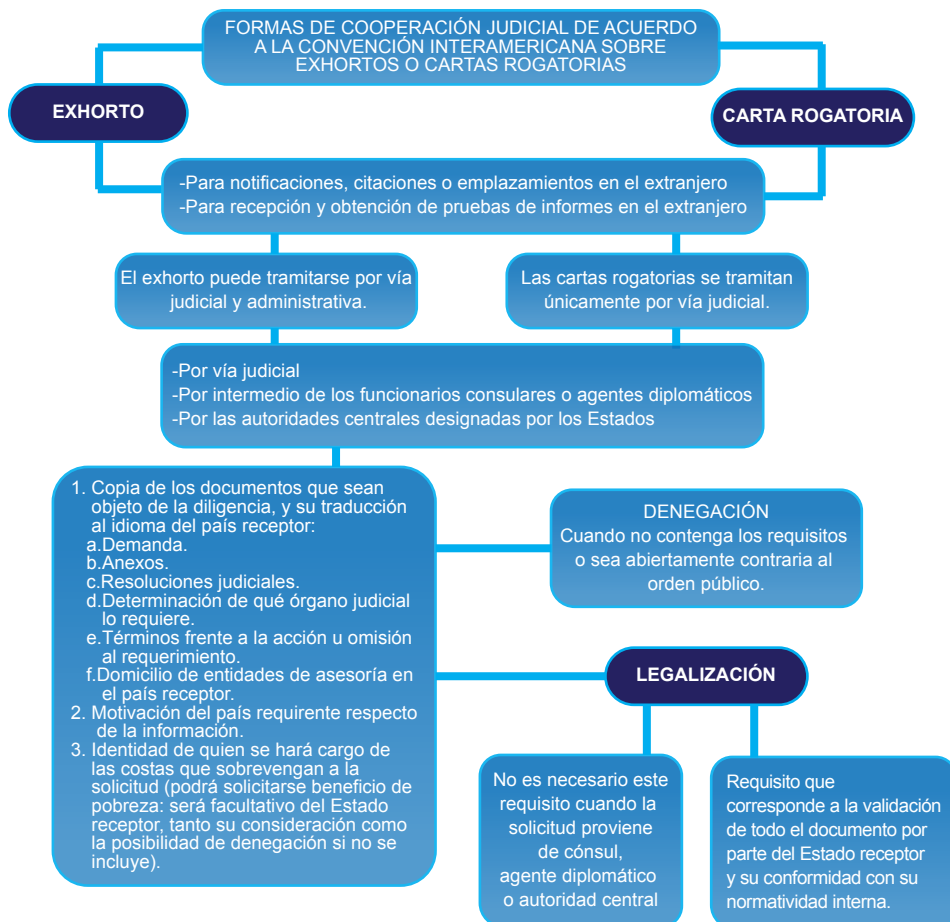 FORMAS DE COOPERACIÓN JUDICIAL DE ACUERDO
A LA CONVENCIÓN INTERAMERICANA SOBRE
EXHORTOS O CARTAS ROGATORIAS
EXHORTO
CARTA ROGATORIA
-Para notificaciones, citaciones o emplazamientos en el extranjero
-Para recepción y obtención de pruebas de informes en el extranjero
El exhorto puede tramitarse por vía
judicial y administrativa.
Las cartas rogatorias se tramitan
únicamente por vía judicial.
-Por vía judicial
-Por intermedio de los funcionarios consulares o agentes diplomáticos
-Por las autoridades centrales designadas por los Estados
1. Copia de los documentos que sean
objeto de la diligencia, y su traducción
al idioma del país receptor:
a.Demanda.
b.Anexos.
c.Resoluciones judiciales.
d.Determinación de qué órgano judicial
lo requiere.
e.Términos frente a la acción u omisión
al requerimiento.
f.Domicilio de entidades de asesoría en
el país receptor.
2. Motivación del país requirente respecto
de la información.
3. Identidad de quien se hará cargo de
las costas que sobrevengan a la
solicitud (podrá solicitarse beneficio de
pobreza: será facultativo del Estado
receptor, tanto su consideración como
la posibilidad de denegación si no se
incluye).
DENEGACIÓN
Cuando no contenga los requisitos
o sea abiertamente contraria al
orden público.
LEGALIZACIÓN
No es necesario este
requisito cuando la
solicitud proviene
de cónsul,
agente diplomático
o autoridad central
Requisito que
corresponde a la validación
de todo el documento por
parte del Estado receptor
y su conformidad con su
normatividad interna.